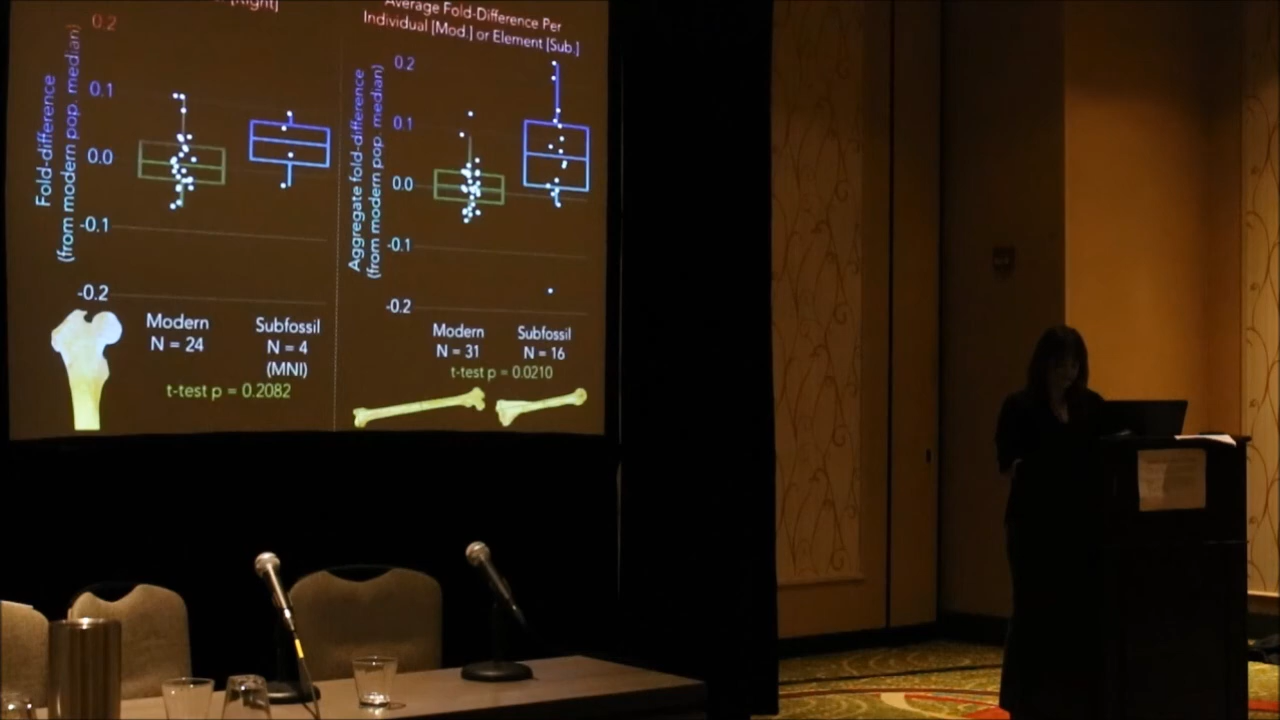 [Right]
0.2
0.1
0.0
-0.1
-0.2
Fold-difference
(from modern pop. median)
Modern
N = 24
Subfossil
N = 4
(MNI)
t-test p = 0.2082
Average Fold-Difference Per
Individual [Mod.] or Element [Sub.]
0.2
0.1
0.0
-0.1
-0.2
Aggregate fold-difference
(from modern pop. median)
Modern
N = 31
Subfossil
N = 16
t-test p = 0.0210